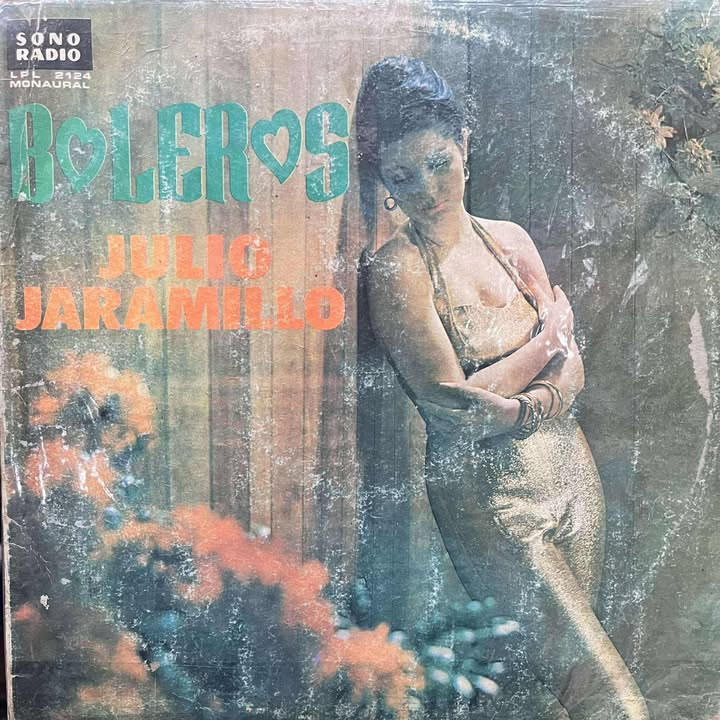 SONO
RADIO
LPL 2124
MONAURAL
BOLEROS
JULIO
JARAMILLO